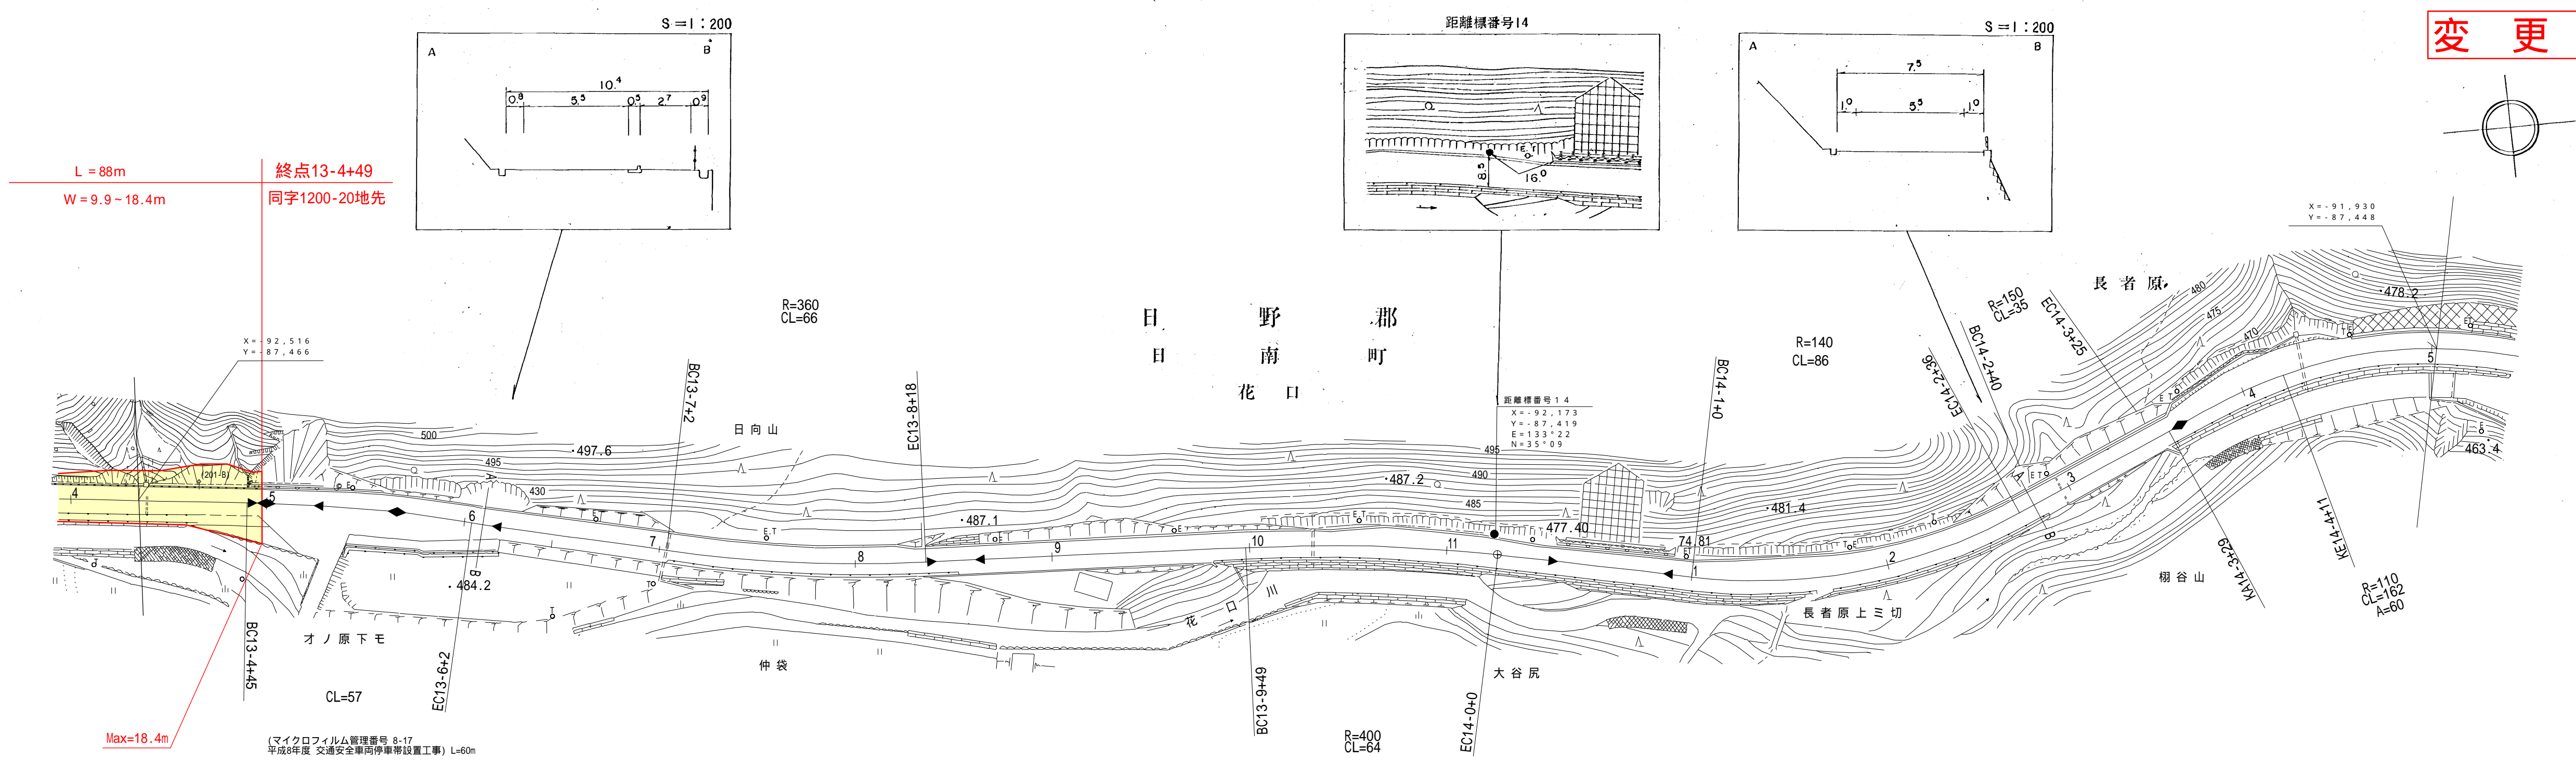 変 更
S=1:200
A
B
10.4
0.8
5.5
0.5
2.7
0.9
距離標番号14
E.T
8.5
16.0
S=1:200
A
B
7.5
1.0
5.5
1.0
L=88m
終点13-4+49
W=9.9~18.4m
同字1200-20地先
X=-92,516
Y=-87,466
R=360
CL=66
日 野 郡
日 南 町
花 口
R=140
CL=86
R=150
CL=35
長 者 原
X=-91,930
Y=-87,448
BC13-7+2
EC13-8+18
BC14-1+0
EC14-2+36
BC14-2+40
EC14-3+25
日 向 山
距離標番号14
X=-92,173
Y=-87,419
E=133°22
N=35°09
500
497.6
495
430
495
490
487.2
485
487.1
477.40
481.4
480
475
470
478.2
463.4
74.81
(201-B)
4
5
6
7
8
9
10
11
1
2
3
4
5
A
B
A
B
484.2
オノ原下モ
仲 袋
花 口 川
大 谷 尻
長者原上ミ切
栩 谷 山
BC13-4+45
EC13-6+2
BC13-9+49
EC14-0+0
KA14-3+29
KE14-4+11
CL=57
R=400
CL=64
R=110
CL=162
A=60
Max=18.4m
(マイクロフィルム管理番号 8-17
平成8年度 交通安全車両停車帯設置工事) L=60m